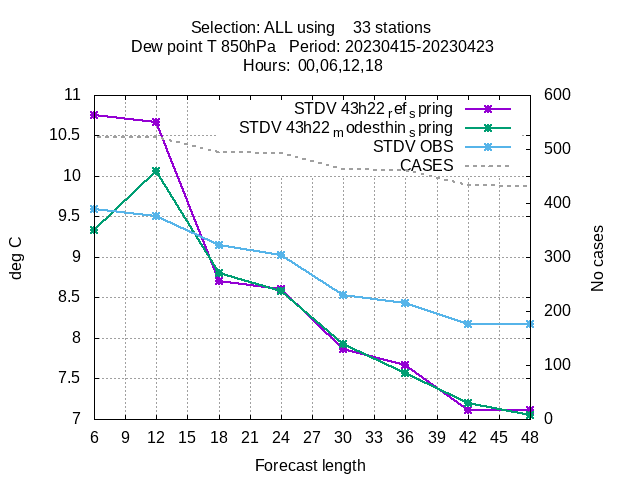 Selection: ALL using    33 stations
Dew point T 850hPa   Period: 20230415-20230423
Hours: 00,06,12,18
STDV 43h22_ref_spring
STDV 43h22_modesthin_spring
STDV OBS
CASES
11
10.5
10
9.5
9
8.5
8
7.5
7
deg C
600
500
400
300
200
100
0
No cases
6 9 12 15 18 21 24 27 30 33 36 39 42 45 48
Forecast length